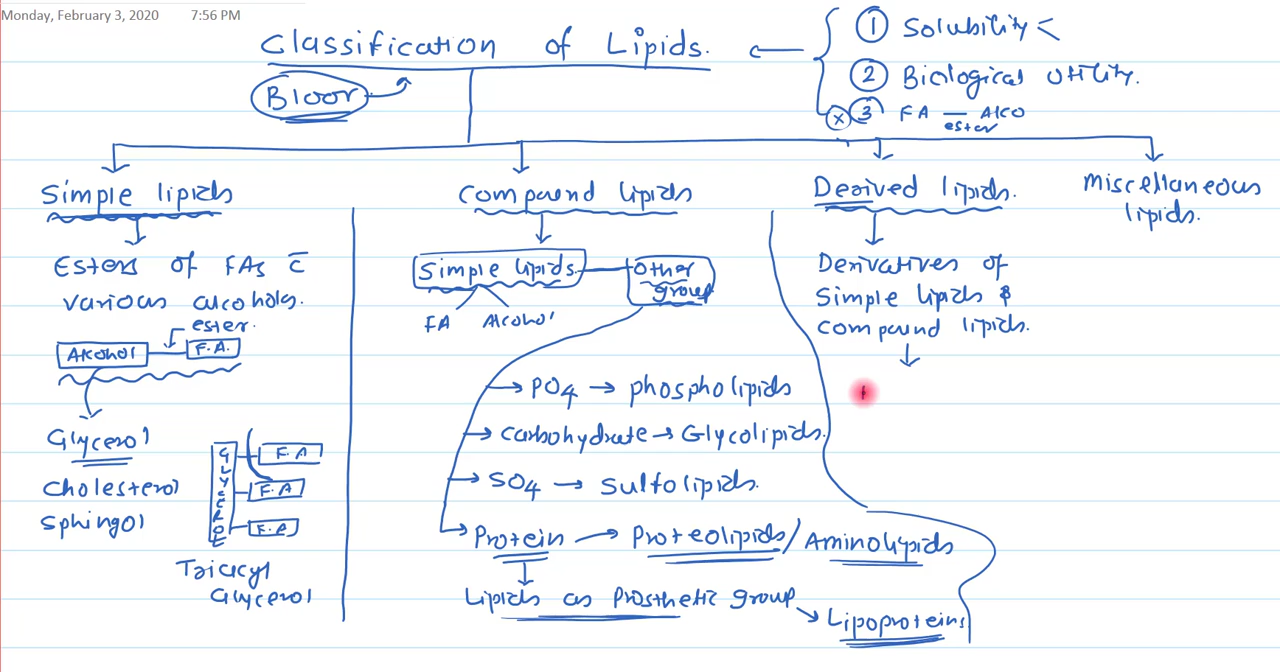 Monday, February 3, 2020 7:56 PM
Classification of Lipids.
Bloor
① Solubility <
② Biological utility.
ⓧ ③ FA — Alco
ester
Simple lipids
Compound lipids
Derived lipids.
Miscellaneous
lipids.
Esters of FAs c̄
various alcohols.
ester.
Alcohol F.A.
Glycerol
Cholesterol
Sphingol
GLYCEROL
F.A
F.A
F.A
Triacyl
Glycerol
Simple lipids Other
group
FA Alcohol
PO4 → phospholipids
Carbohydrate → Glycolipids.
SO4 → Sulfolipids.
Protein → Proteolipids/Aminolipids
Lipids as Prosthetic group
Lipoproteins
Derivatives of
Simple lipids &
compound lipids.